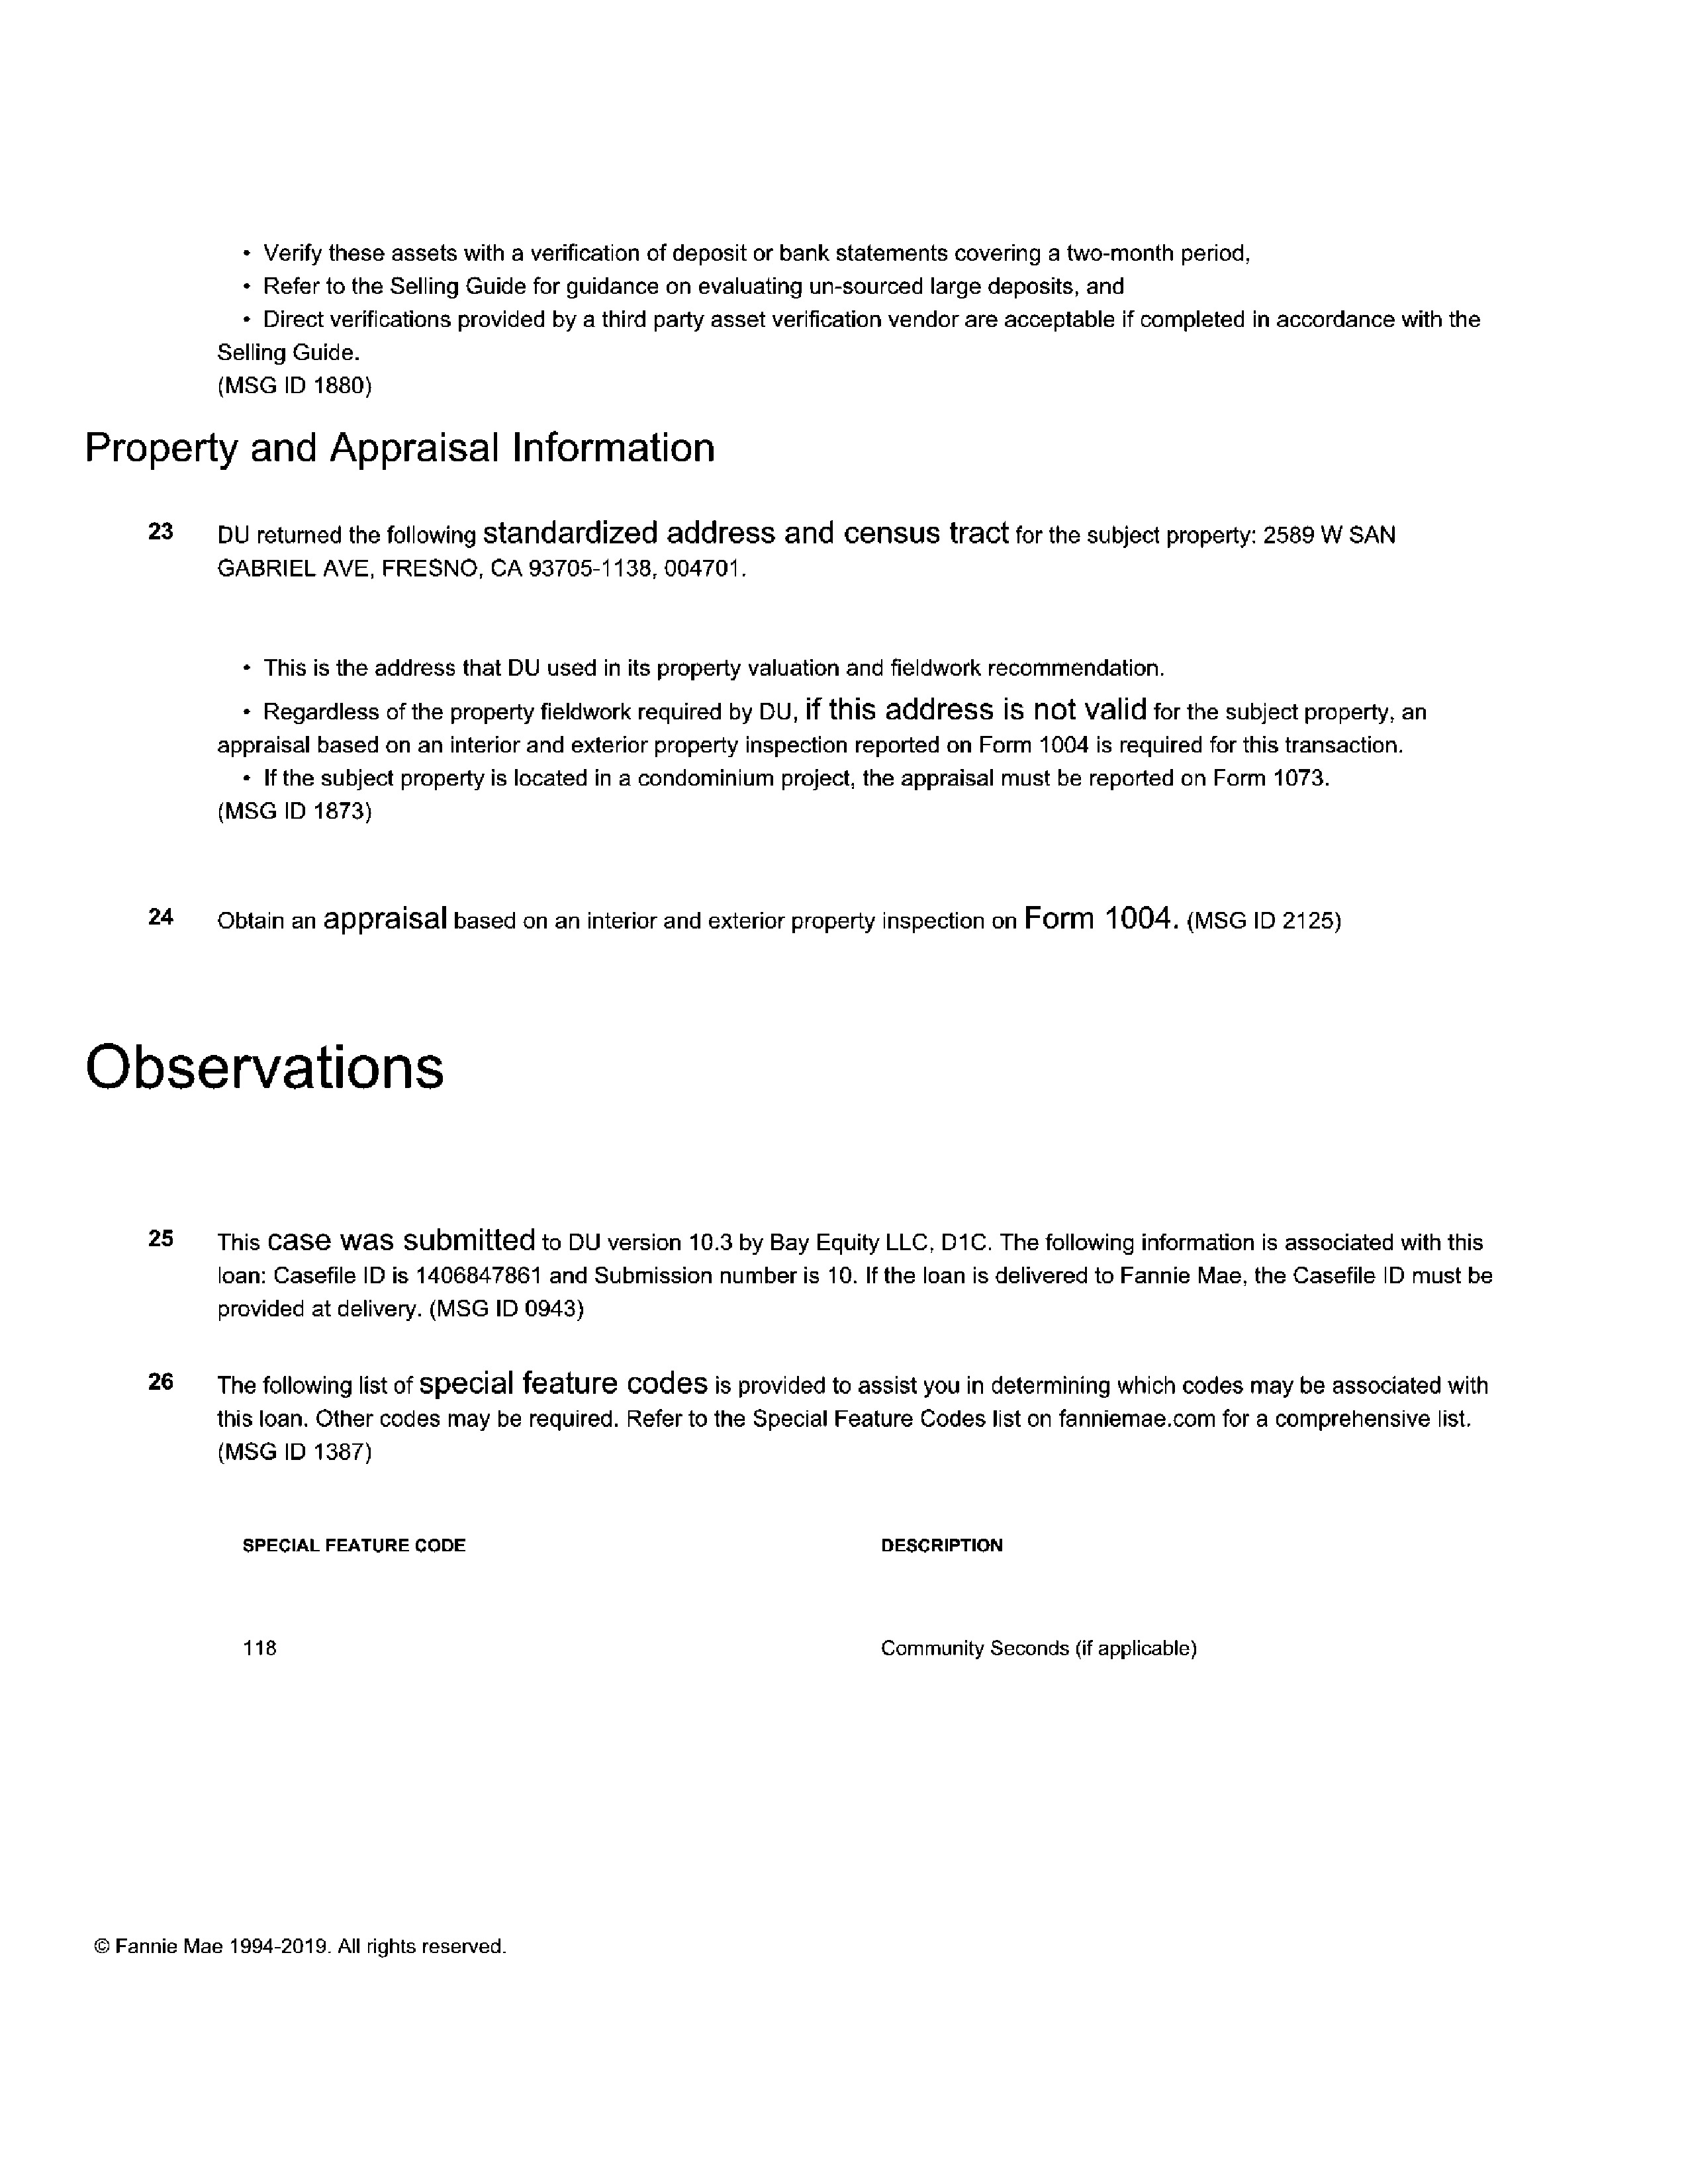 • Verify these assets with a verification of deposit or bank statements covering a two-month period,
• Refer to the Selling Guide for guidance on evaluating un-sourced large deposits, and
• Direct verifications provided by a third party asset verification vendor are acceptable if completed in accordance with the
Selling Guide.
(MSG ID 1880)
Property and Appraisal Information
23 DU returned the following standardized address and census tract for the subject property: 2589 W SAN
GABRIEL AVE, FRESNO, CA 93705-1138, 004701.
• This is the address that DU used in its property valuation and fieldwork recommendation.
• Regardless of the property fieldwork required by DU, if this address is not valid for the subject property, an
appraisal based on an interior and exterior property inspection reported on Form 1004 is required for this transaction.
• If the subject property is located in a condominium project, the appraisal must be reported on Form 1073.
(MSG ID 1873)
24 Obtain an appraisal based on an interior and exterior property inspection on Form 1004. (MSG ID 2125)
Observations
25 This case was submitted to DU version 10.3 by Bay Equity LLC, D1C. The following information is associated with this
loan: Casefile ID is 1406847861 and Submission number is 10. If the loan is delivered to Fannie Mae, the Casefile ID must be
provided at delivery. (MSG ID 0943)
26 The following list of special feature codes is provided to assist you in determining which codes may be associated with
this loan. Other codes may be required. Refer to the Special Feature Codes list on fanniemae.com for a comprehensive list.
(MSG ID 1387)
SPECIAL FEATURE CODE DESCRIPTION
118 Community Seconds (if applicable)
© Fannie Mae 1994-2019. All rights reserved.